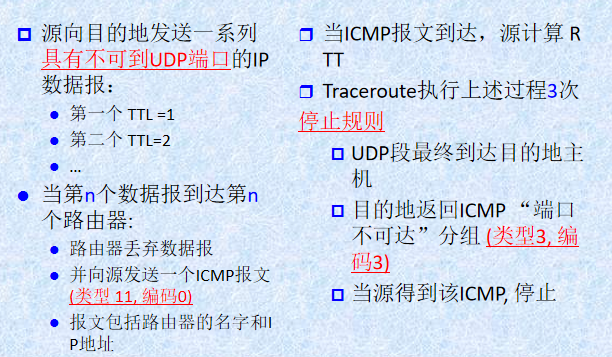 源向目的地发送一系列
具有不可到UDP端口的IP
数据报：
第一个 TTL =1
第二个 TTL=2
...
当第n个数据报到达第n
个路由器:
路由器丢弃数据报
并向源发送一个ICMP报文
(类型 11, 编码0)
报文包括路由器的名字和I
P地址
当ICMP报文到达，源计算 R
TT
Traceroute执行上述过程3次
停止规则
UDP段最终到达目的地主
机
目的地返回ICMP “端口
不可达”分组 (类型3, 编
码3)
当源得到该ICMP, 停止